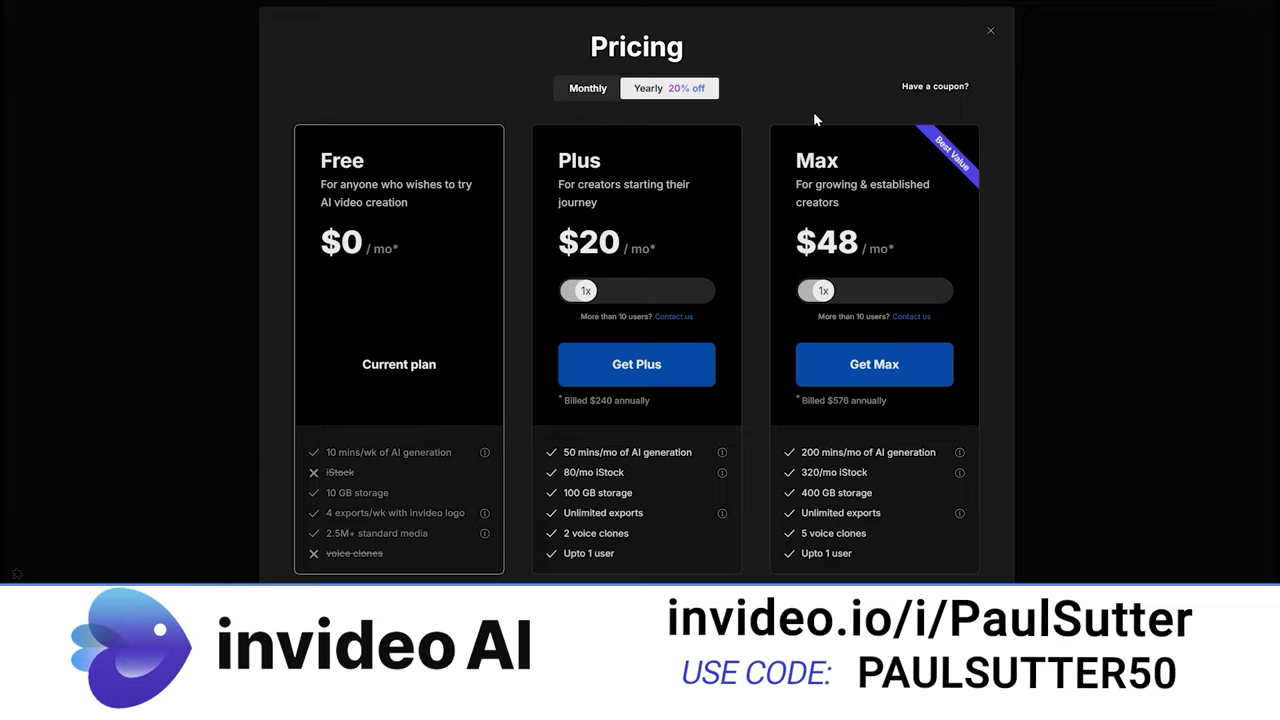 Pricing
Monthly
Yearly 20% off
Have a coupon?
Free
For anyone who wishes to try
AI video creation
$0 / mo*
Current plan
10 mins/wk of AI generation
iStock
10 GB storage
4 exports/wk with invideo logo
2.5M+ standard media
voice clones
Plus
For creators starting their
journey
$20 / mo*
1x
More than 10 users? Contact us
Get Plus
* Billed $240 annually
50 mins/mo of AI generation
80/mo iStock
100 GB storage
Unlimited exports
2 voice clones
Upto 1 user
Best Value
Max
For growing & established
creators
$48 / mo*
1x
More than 10 users? Contact us
Get Max
* Billed $576 annually
200 mins/mo of AI generation
320/mo iStock
400 GB storage
Unlimited exports
5 voice clones
Upto 1 user
invideo AI
invideo.io/i/PaulSutter
USE CODE: PAULSUTTER50